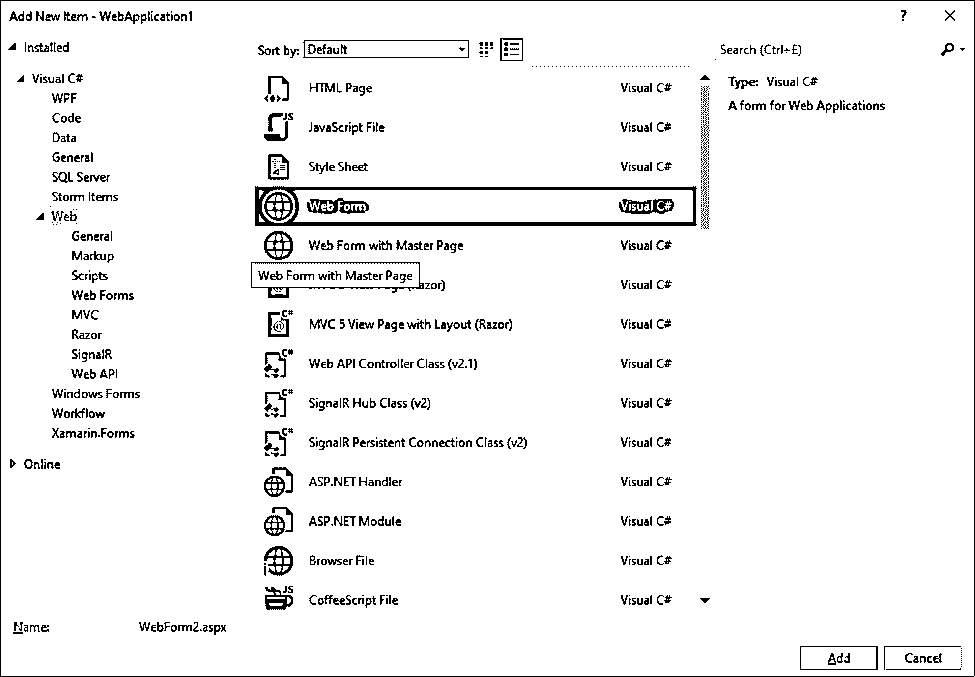 Add New Item - WebApplication1 ?
Installed
Sort by: Default
Search (Ctrl+£)
Visual C#
WPF
Code
Data
General
SQL Server
Storm Items
Web
General
Markup
Scripts
Web Forms
MVC
Razor
SignalR
Web API
Windows Forms
Workflow
Xamarin.Forms
Online
HTML Page Visual C#
JavaScript File Visual C#
Style Sheet Visual C#
Web Form Visual C#
Web Form with Master Page Visual C#
Web Form with Master Page
(Razor) Visual C#
MVC 5 View Page with Layout (Razor) Visual C#
Web API Controller Class (v2.1) Visual C#
SignalR Hub Class (v2) Visual C#
SignalR Persistent Connection Class (v2) Visual C#
ASP.NET Handler Visual C#
ASP.NET Module Visual C#
Browser File Visual C#
CoffeeScript File Visual C#
Type: Visual C#
A form for Web Applications
Name: WebForm2.aspx
Add Cancel